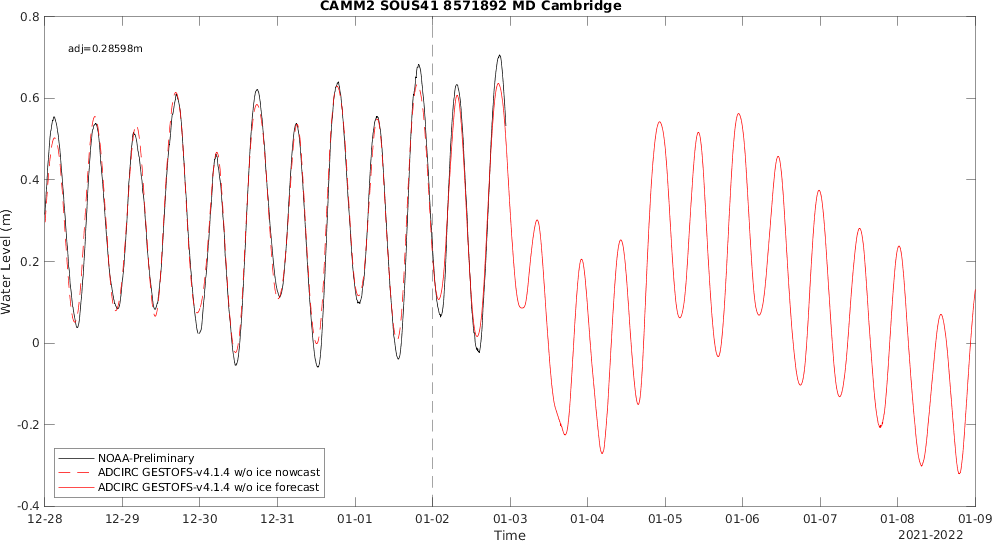 CAMM2 SOUS41 8571892 MD Cambridge
adj=0.28598m
0.8
0.6
0.4
0.2
0
-0.2
-0.4
Water Level (m)
NOAA-Preliminary
ADCIRC GESTOFS-v4.1.4 w/o ice nowcast
ADCIRC GESTOFS-v4.1.4 w/o ice forecast
12-28 12-29 12-30 12-31 01-01 01-02 01-03 01-04 01-05 01-06 01-07 01-08 01-09
Time
2021-2022